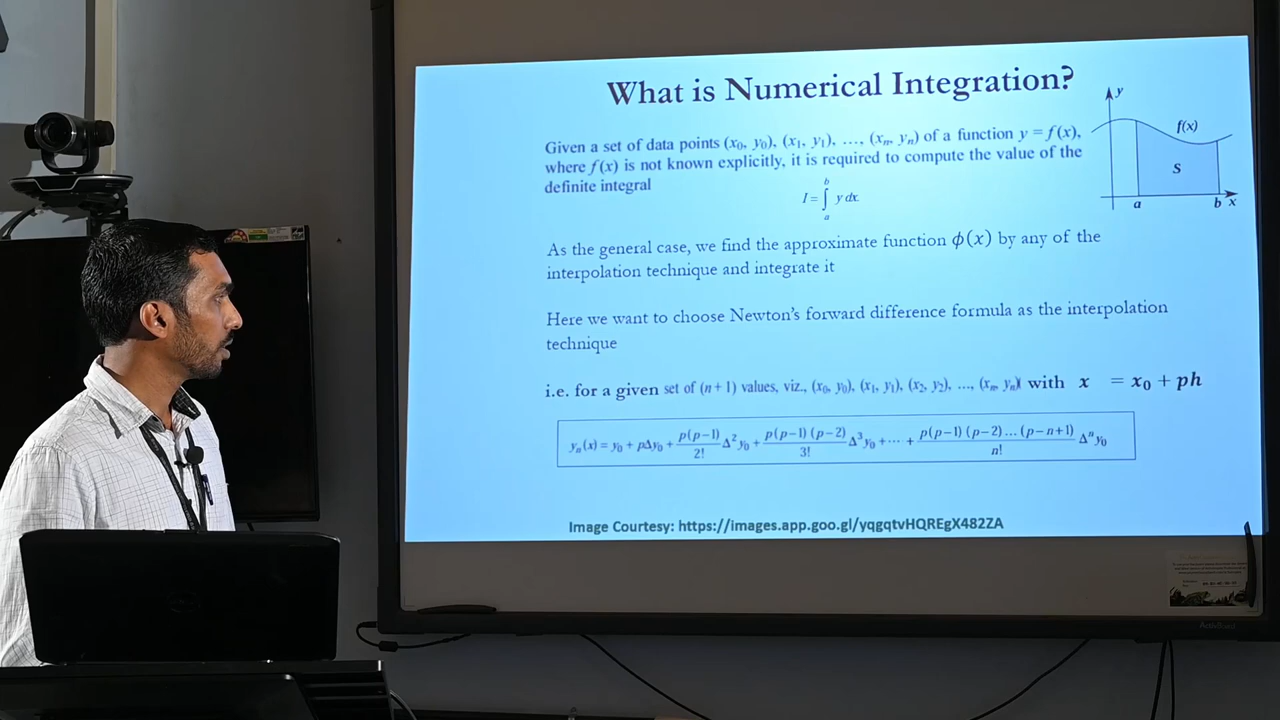 What is Numerical Integration?
Given a set of data points (x₀, y₀), (x₁, y₁), ...., (xₙ, yₙ) of a function y = f(x),
where f(x) is not known explicitly, it is required to compute the value of the
definite integral
I = ∫ₐᵇ y dx.
y
f(x)
S
a
b x
As the general case, we find the approximate function ϕ(x) by any of the
interpolation technique and integrate it
Here we want to choose Newton's forward difference formula as the interpolation
technique
i.e. for a given set of (n + 1) values, viz., (x₀, y₀), (x₁, y₁), (x₂, y₂), ..., (xₙ, yₙ) with x = x₀ + ph
yₙ(x) = y₀ + pΔy₀ + p(p−1)/2! Δ²y₀ + p(p−1)(p−2)/3! Δ³y₀ + ⋯ + p(p−1)(p−2)...(p−n+1)/n! Δⁿy₀
Image Courtesy: https://images.app.goo.gl/yqgqtvHQREgX482ZA